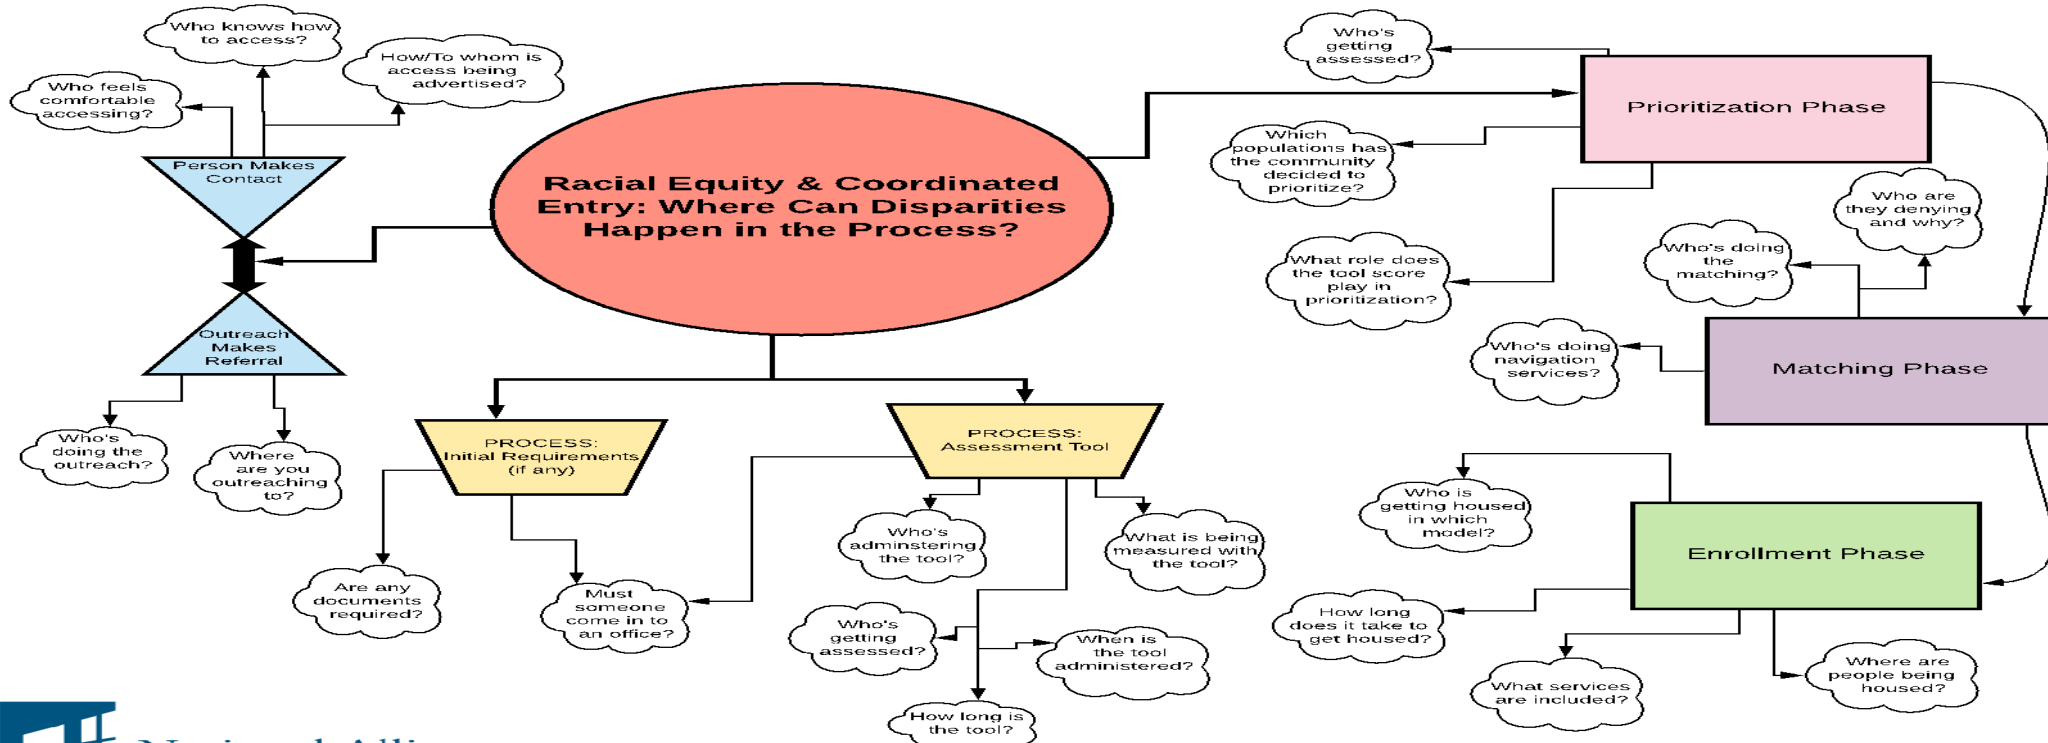 Who knows how
to access?
How/To whom is
access being
advertised?
Who feels
comfortable
accessing?
Person Makes
Contact
Outreach
Makes
Referral
Who's
doing the
outreach?
Where
are you
outreaching
to?
Racial Equity & Coordinated
Entry: Where Can Disparities
Happen in the Process?
PROCESS:
Initial Requirements
(if any)
Are any
documents
required?
Must
someone
come in to
an office?
PROCESS:
Assessment Tool
Who's
adminstering
the tool?
What is being
measured with
the tool?
Who's
getting
assessed?
When is
the tool
administered?
How long is
the tool?
Who's
getting
assessed?
Prioritization Phase
Which
populations has
the community
decided to
prioritize?
What role does
the tool score
play in
prioritization?
Who are
they denying
and why?
Who's doing
the
matching?
Who's doing
navigation
services?
Matching Phase
Who is
getting housed
in which
model?
Enrollment Phase
How long
does it take to
get housed?
What services
are included?
Where are
people being
housed?